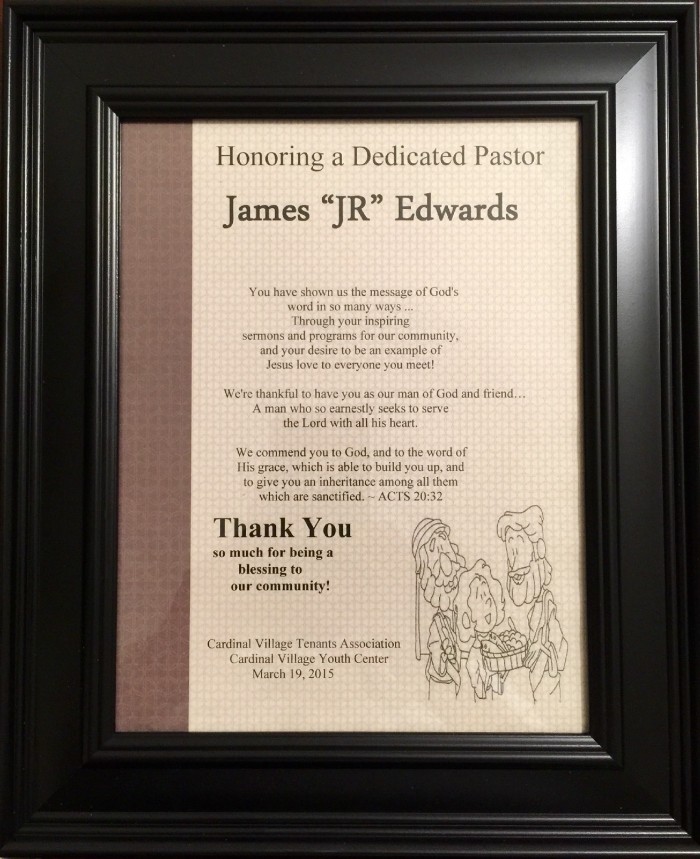 Honoring a Dedicated Pastor
James “JR” Edwards
You have shown us the message of God's
word in so many ways ...
Through your inspiring
sermons and programs for our community,
and your desire to be an example of
Jesus love to everyone you meet!
We're thankful to have you as our man of God and friend…
A man who so earnestly seeks to serve
the Lord with all his heart.
We commend you to God, and to the word of
His grace, which is able to build you up, and
to give you an inheritance among all them
which are sanctified. ~ ACTS 20:32
Thank You
so much for being a
blessing to
our community!
Cardinal Village Tenants Association
Cardinal Village Youth Center
March 19, 2015